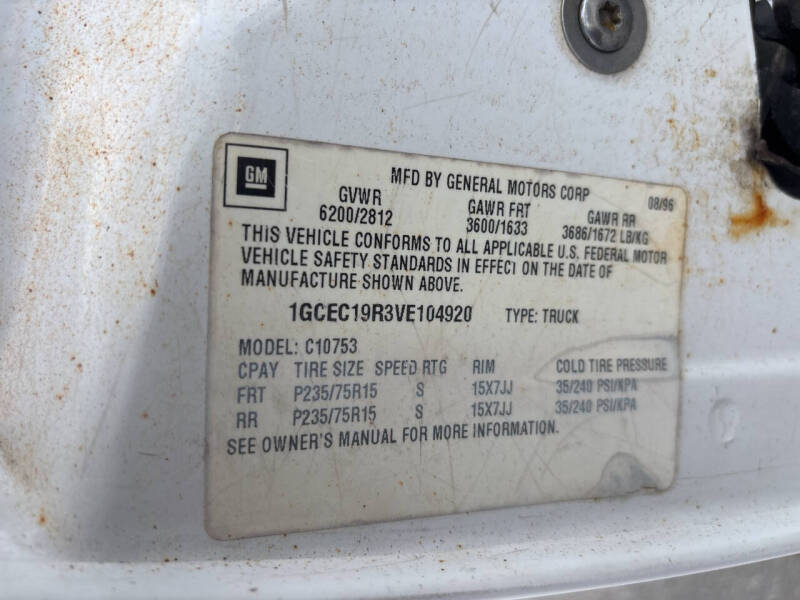 GM
MFD BY GENERAL MOTORS CORP 08/96
GVWR GAWR FRT GAWR RR
6200/2812 3600/1633 3686/1672 LB/KG
THIS VEHICLE CONFORMS TO ALL APPLICABLE U.S. FEDERAL MOTOR
VEHICLE SAFETY STANDARDS IN EFFECT ON THE DATE OF
MANUFACTURE SHOWN ABOVE.
1GCEC19R3VE104920 TYPE: TRUCK
MODEL: C10753
CPAY TIRE SIZE SPEED RTG RIM COLD TIRE PRESSURE
FRT P235/75R15 S 15X7JJ 35/240 PSI/KPA
RR P235/75R15 S 15X7JJ 35/240 PSI/KPA
SEE OWNER'S MANUAL FOR MORE INFORMATION.